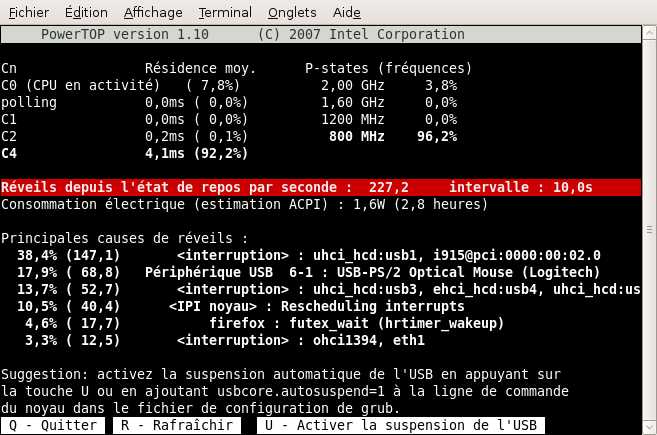 Fichier Édition Affichage Terminal Onglets Aide
PowerTOP version 1.10 (C) 2007 Intel Corporation
Cn Résidence moy. P-states (fréquences)
C0 (CPU en activité) ( 7,8%) 2,00 GHz 3,8%
polling 0,0ms ( 0,0%) 1,60 GHz 0,0%
C1 0,0ms ( 0,0%) 1200 MHz 0,0%
C2 0,2ms ( 0,1%) 800 MHz 96,2%
C4 4,1ms (92,2%)
Réveils depuis l'état de repos par seconde : 227,2 intervalle : 10,0s
Consommation électrique (estimation ACPI) : 1,6W (2,8 heures)
Principales causes de réveils :
38,4% (147,1) <interruption> : uhci_hcd:usb1, i915@pci:0000:00:02.0
17,9% ( 68,8) Périphérique USB 6-1 : USB-PS/2 Optical Mouse (Logitech)
13,7% ( 52,7) <interruption> : uhci_hcd:usb3, ehci_hcd:usb4, uhci_hcd:us
10,5% ( 40,4) <IPI noyau> : Rescheduling interrupts
4,6% ( 17,7) firefox : futex_wait (hrtimer_wakeup)
3,3% ( 12,5) <interruption> : ohci1394, eth1
Suggestion: activez la suspension automatique de l'USB en appuyant sur
la touche U ou en ajoutant usbcore.autosuspend=1 à la ligne de commande
du noyau dans le fichier de configuration de grub.
Q - Quitter R - Rafraîchir U - Activer la suspension de l'USB